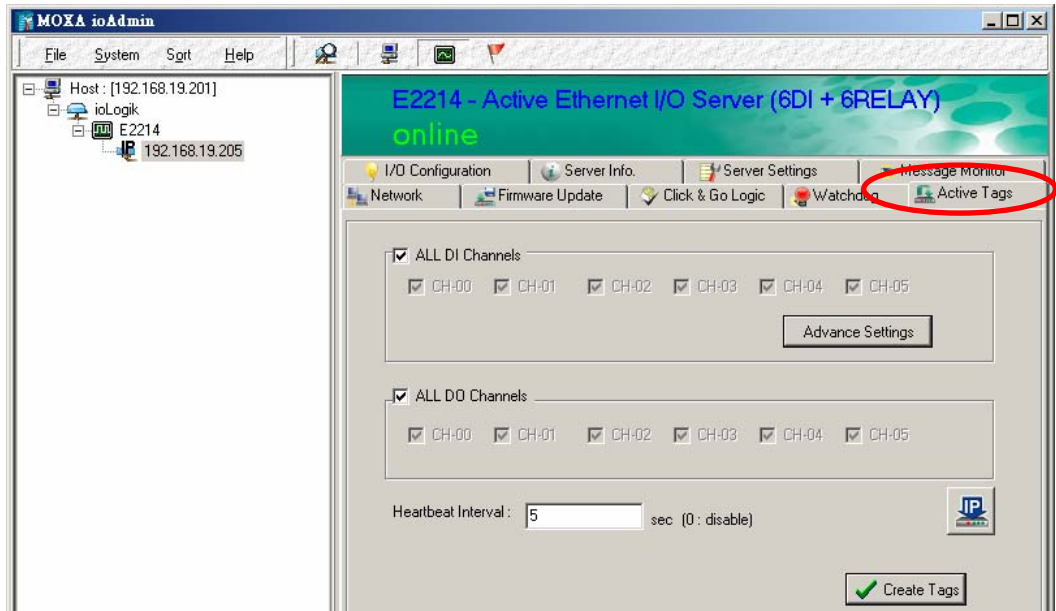 MOXA ioAdmin
File System Sort Help
Host : [192.168.19.201]
ioLogik
E2214
192.168.19.205
E2214 - Active Ethernet I/O Server (6DI + 6RELAY)
online
I/O Configuration Server Info. Server Settings Message Monitor
Network Firmware Update Click & Go Logic Watchdog Active Tags
ALL DI Channels
CH-00 CH-01 CH-02 CH-03 CH-04 CH-05
Advance Settings
ALL DO Channels
CH-00 CH-01 CH-02 CH-03 CH-04 CH-05
Heartbeat Interval : 5 sec (0 : disable)
IP
Create Tags